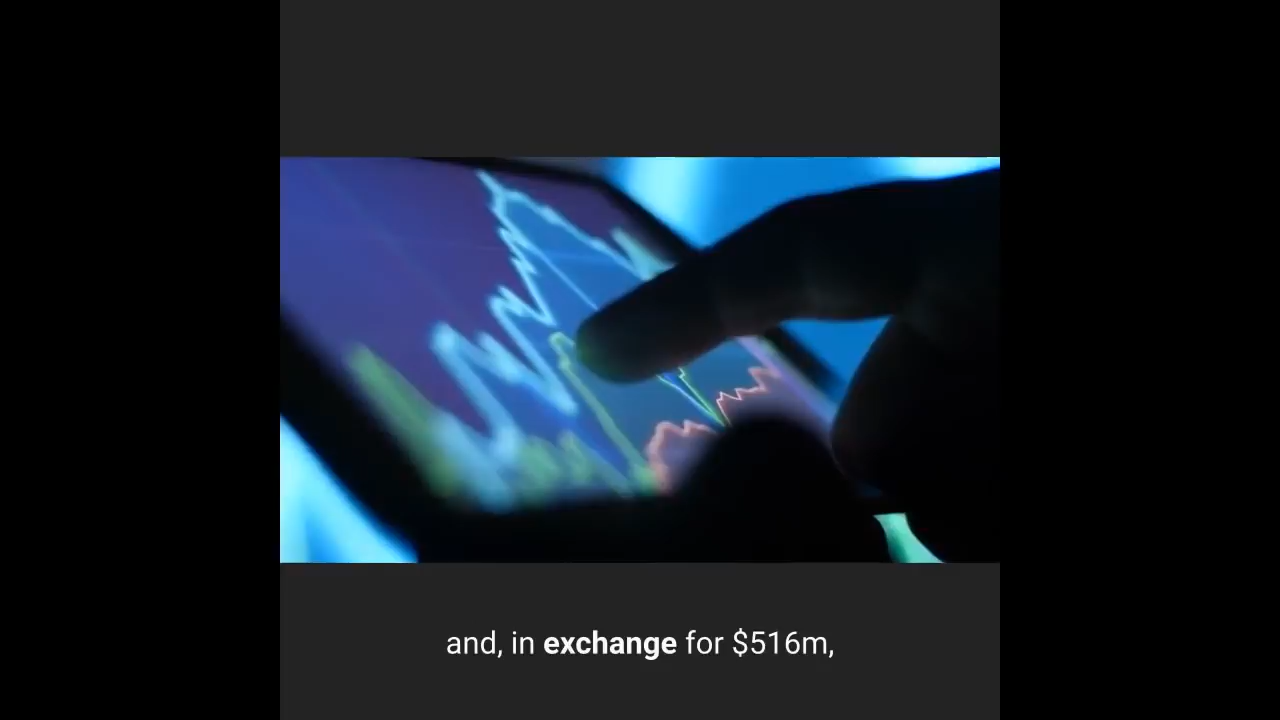 and, in exchange for $516m,